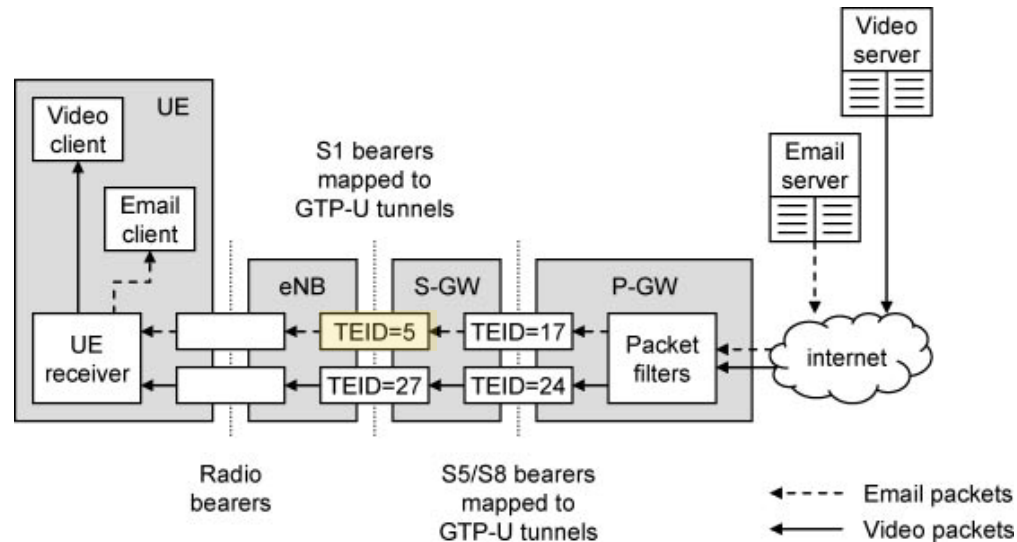 Video
server
UE
Video
client
Email
server
S1 bearers
mapped to
GTP-U tunnels
Email
client
eNB
S-GW
P-GW
TEID=5
TEID=17
UE
receiver
Packet
filters
internet
TEID=27
TEID=24
Radio
bearers
S5/S8 bearers
mapped to
GTP-U tunnels
Email packets
Video packets